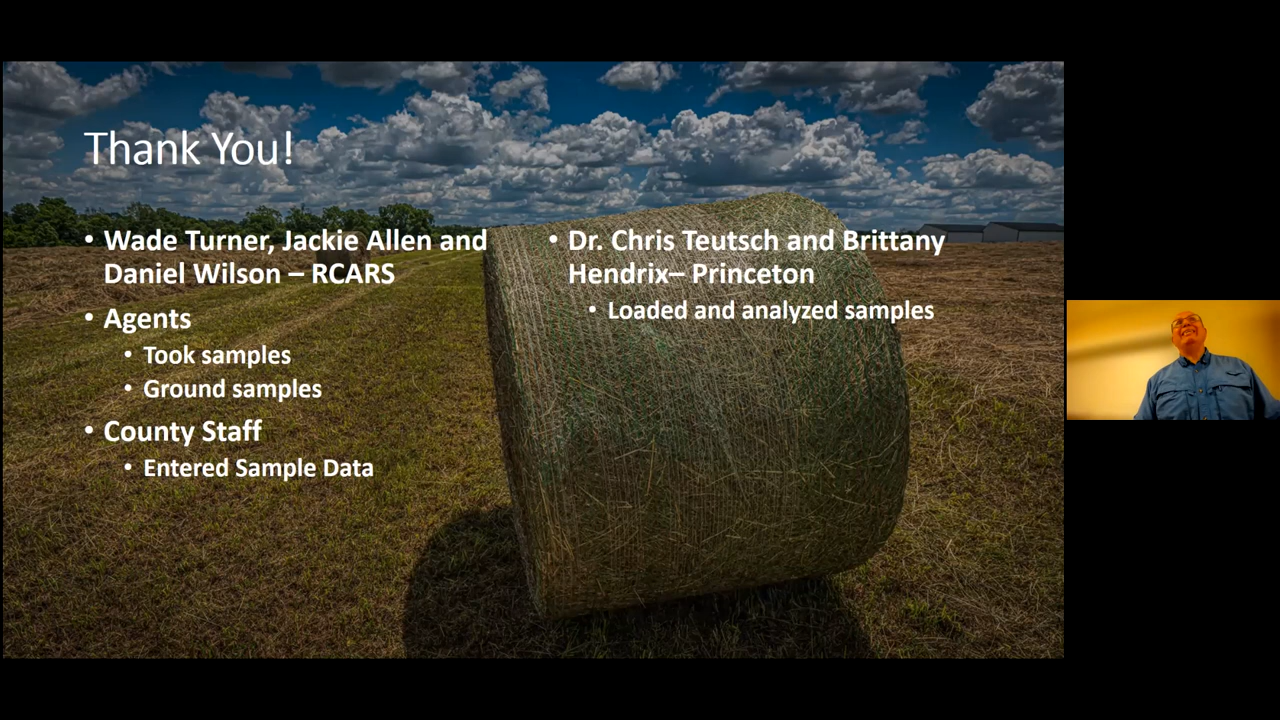 Thank You!
• Wade Turner, Jackie Allen and
Daniel Wilson – RCARS
• Agents
• Took samples
• Ground samples
• County Staff
• Entered Sample Data
• Dr. Chris Teutsch and Brittany
Hendrix– Princeton
• Loaded and analyzed samples